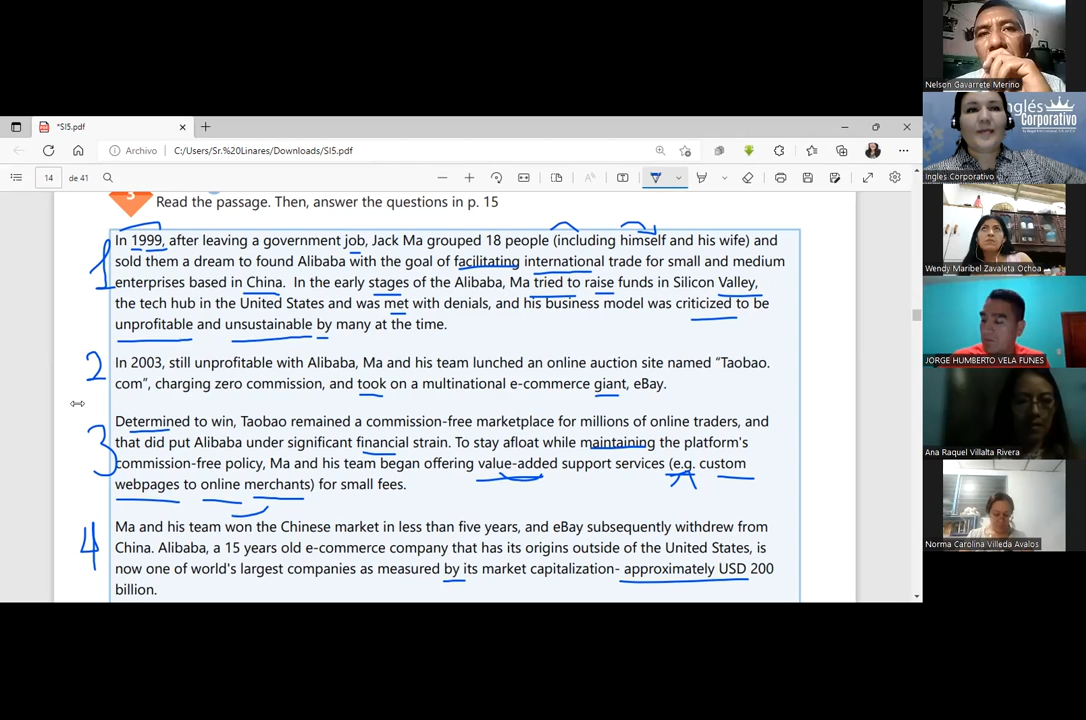 Nelson Gavarrete Merino
Inglés
Corporativo
Ingles Corporativo
Wendy Maribel Zavaleta Ochoa
JORGE HUMBERTO VELA FUNES
Ana Raquel Villalta Rivera
Norma Carolina Villeda Avalos
*SI5.pdf
Archivo C:/Users/Sr.%20Linares/Downloads/SI5.pdf
14 de 41
Read the passage. Then, answer the questions in p. 15
1
In 1999, after leaving a government job, Jack Ma grouped 18 people (including himself and his wife) and
sold them a dream to found Alibaba with the goal of facilitating international trade for small and medium
enterprises based in China. In the early stages of the Alibaba, Ma tried to raise funds in Silicon Valley,
the tech hub in the United States and was met with denials, and his business model was criticized to be
unprofitable and unsustainable by many at the time.
2
In 2003, still unprofitable with Alibaba, Ma and his team lunched an online auction site named “Taobao.
com”, charging zero commission, and took on a multinational e-commerce giant, eBay.
3
Determined to win, Taobao remained a commission-free marketplace for millions of online traders, and
that did put Alibaba under significant financial strain. To stay afloat while maintaining the platform's
commission-free policy, Ma and his team began offering value-added support services (e.g. custom
webpages to online merchants) for small fees.
4
Ma and his team won the Chinese market in less than five years, and eBay subsequently withdrew from
China. Alibaba, a 15 years old e-commerce company that has its origins outside of the United States, is
now one of world's largest companies as measured by its market capitalization- approximately USD 200
billion.